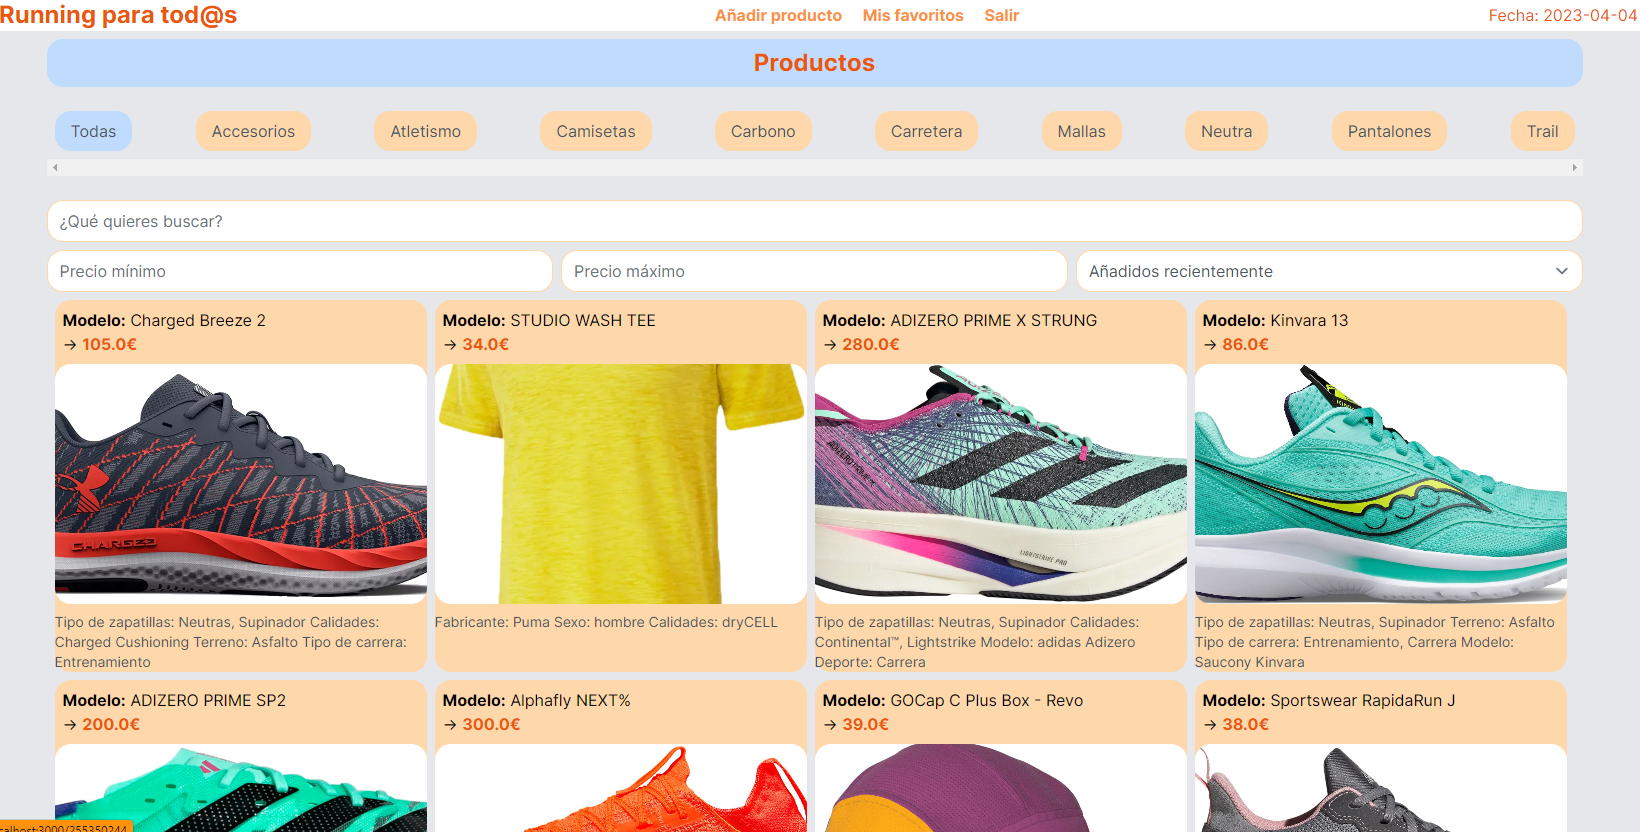 Running para tod@s
Añadir producto Mis favoritos Salir
Fecha: 2023-04-04
Productos
Todas Accesorios Atletismo Camisetas Carbono Carretera Mallas Neutra Pantalones Trail
¿Qué quieres buscar?
Precio mínimo Precio máximo Añadidos recientemente
Modelo: Charged Breeze 2
→ 105.0€
CHARGED
Tipo de zapatillas: Neutras, Supinador Calidades:
Charged Cushioning Terreno: Asfalto Tipo de carrera:
Entrenamiento
Modelo: STUDIO WASH TEE
→ 34.0€
Fabricante: Puma Sexo: hombre Calidades: dryCELL
Modelo: ADIZERO PRIME X STRUNG
→ 280.0€
LIGHTSTRIKE PRO
Tipo de zapatillas: Neutras, Supinador Calidades:
Continental™, Lightstrike Modelo: adidas Adizero
Deporte: Carrera
Modelo: Kinvara 13
→ 86.0€
Tipo de zapatillas: Neutras, Supinador Terreno: Asfalto
Tipo de carrera: Entrenamiento, Carrera Modelo:
Saucony Kinvara
Modelo: ADIZERO PRIME SP2
→ 200.0€
Modelo: Alphafly NEXT%
→ 300.0€
Modelo: GOCap C Plus Box - Revo
→ 39.0€
Modelo: Sportswear RapidaRun J
→ 38.0€
calhost:3000/255350244